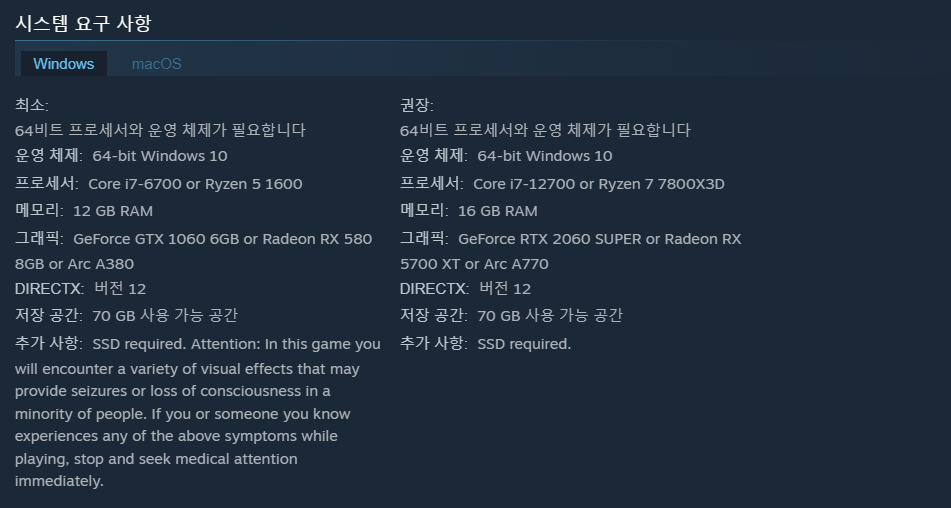 시스템 요구 사항
Windows
macOS
최소:
64비트 프로세서와 운영 체제가 필요합니다
운영 체제: 64-bit Windows 10
프로세서: Core i7-6700 or Ryzen 5 1600
메모리: 12 GB RAM
그래픽: GeForce GTX 1060 6GB or Radeon RX 580
8GB or Arc A380
DIRECTX: 버전 12
저장 공간: 70 GB 사용 가능 공간
추가 사항: SSD required. Attention: In this game you
will encounter a variety of visual effects that may
provide seizures or loss of consciousness in a
minority of people. If you or someone you know
experiences any of the above symptoms while
playing, stop and seek medical attention
immediately.
권장:
64비트 프로세서와 운영 체제가 필요합니다
운영 체제: 64-bit Windows 10
프로세서: Core i7-12700 or Ryzen 7 7800X3D
메모리: 16 GB RAM
그래픽: GeForce RTX 2060 SUPER or Radeon RX
5700 XT or Arc A770
DIRECTX: 버전 12
저장 공간: 70 GB 사용 가능 공간
추가 사항: SSD required.